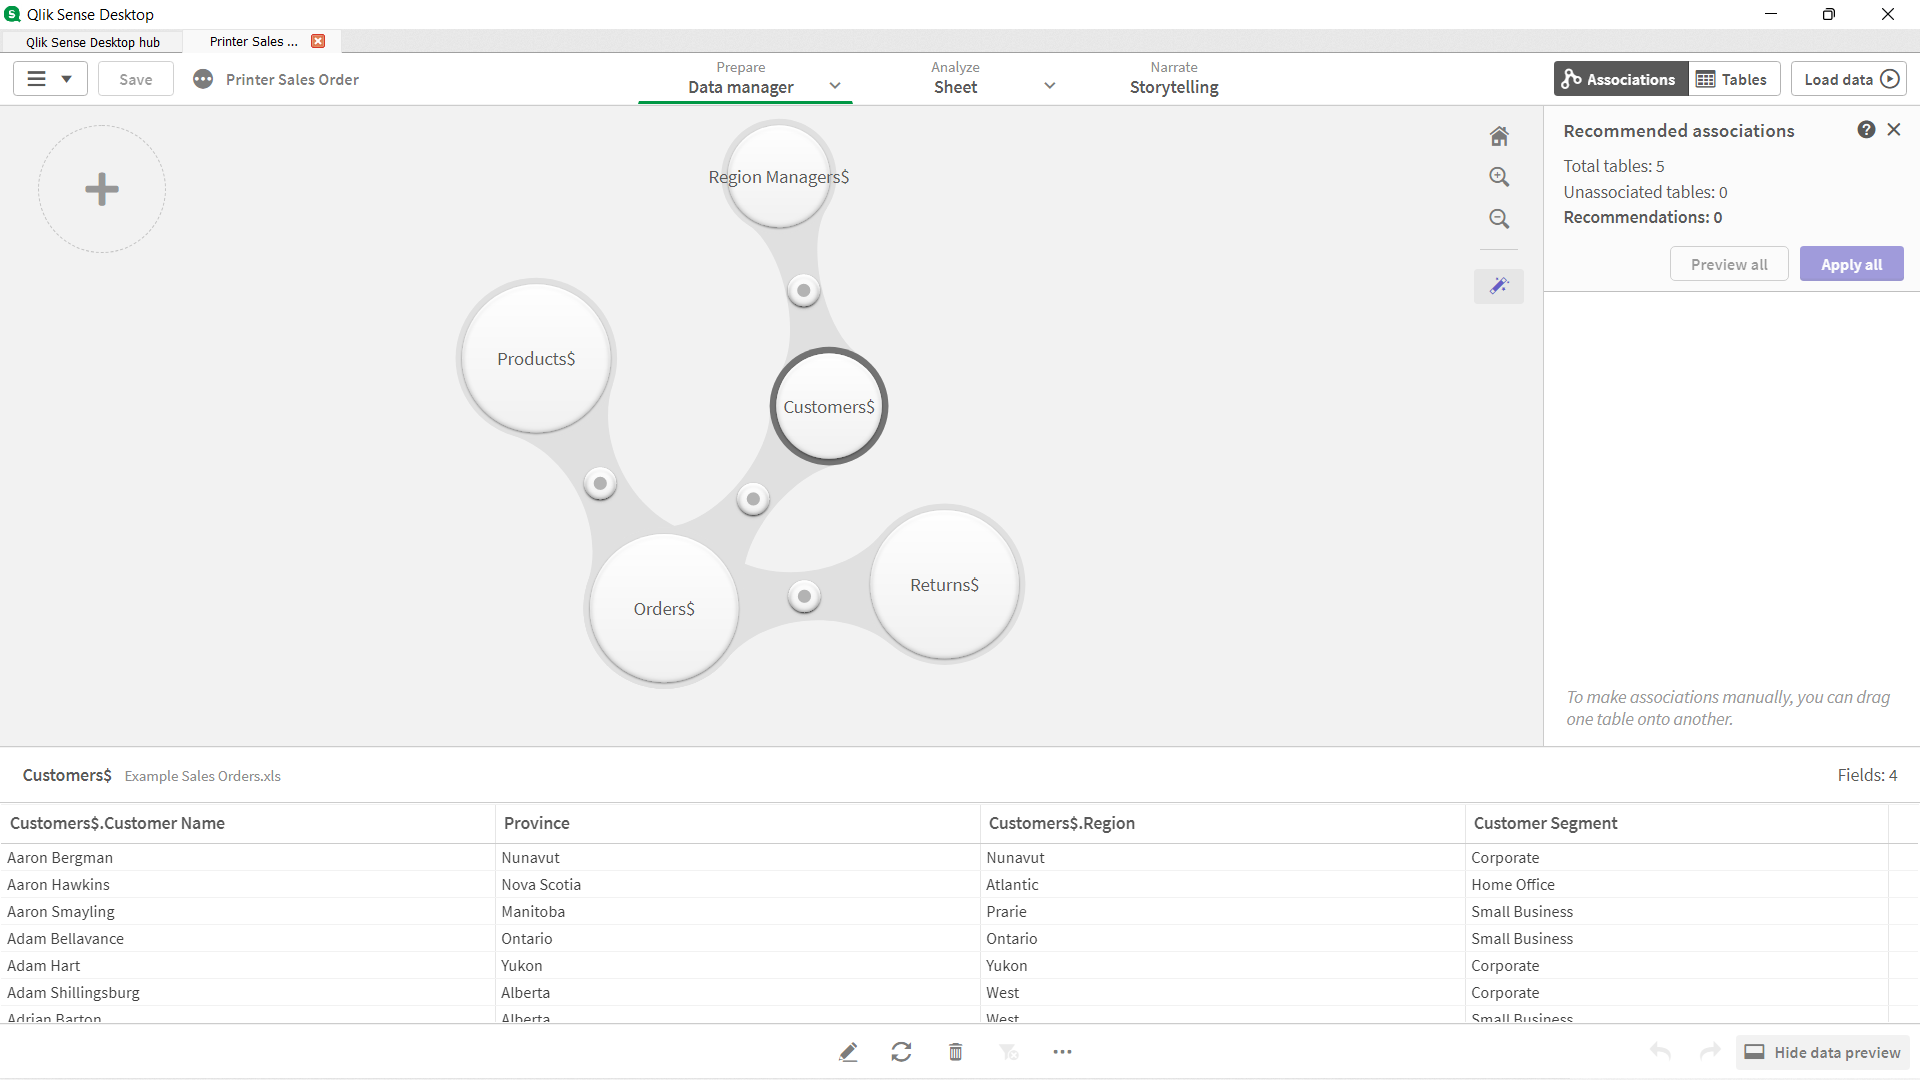 Qlik Sense Desktop
Qlik Sense Desktop hub
Printer Sales ...
Save
Printer Sales Order
Prepare
Data manager
Analyze
Sheet
Narrate
Storytelling
Associations
Tables
Load data
Recommended associations
Total tables: 5
Unassociated tables: 0
Recommendations: 0
Preview all
Apply all
Region Managers$
Products$
Customers$
Orders$
Returns$
To make associations manually, you can drag
one table onto another.
Customers$ Example Sales Orders.xls
Fields: 4
Customers$.Customer Name Province Customers$.Region Customer Segment
Aaron Bergman Nunavut Nunavut Corporate
Aaron Hawkins Nova Scotia Atlantic Home Office
Aaron Smayling Manitoba Prarie Small Business
Adam Bellavance Ontario Ontario Small Business
Adam Hart Yukon Yukon Corporate
Adam Shillingsburg Alberta West Corporate
Adrian Barton Alberta West Small Business
Hide data preview